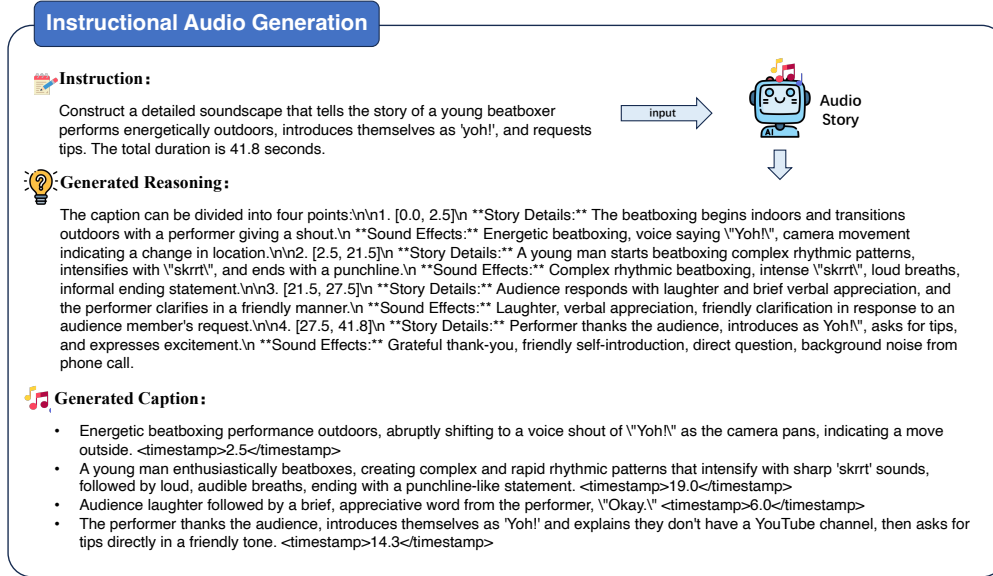 Instructional Audio Generation
Instruction:
Construct a detailed soundscape that tells the story of a young beatboxer
performs energetically outdoors, introduces themselves as 'yoh!', and requests
tips. The total duration is 41.8 seconds.
input
AI
Audio
Story
Generated Reasoning:
The caption can be divided into four points:\n\n1. [0.0, 2.5]\n **Story Details:** The beatboxing begins indoors and transitions
outdoors with a performer giving a shout.\n **Sound Effects:** Energetic beatboxing, voice saying \"Yoh!\", camera movement
indicating a change in location.\n\n2. [2.5, 21.5]\n **Story Details:** A young man starts beatboxing complex rhythmic patterns,
intensifies with \"skrrt\", and ends with a punchline.\n **Sound Effects:** Complex rhythmic beatboxing, intense \"skrrt\", loud breaths,
informal ending statement.\n\n3. [21.5, 27.5]\n **Story Details:** Audience responds with laughter and brief verbal appreciation, and
the performer clarifies in a friendly manner.\n **Sound Effects:** Laughter, verbal appreciation, friendly clarification in response to an
audience member's request.\n\n4. [27.5, 41.8]\n **Story Details:** Performer thanks the audience, introduces as Yoh!\", asks for tips,
and expresses excitement.\n **Sound Effects:** Grateful thank-you, friendly self-introduction, direct question, background noise from
phone call.
Generated Caption:
• Energetic beatboxing performance outdoors, abruptly shifting to a voice shout of \"Yoh!\" as the camera pans, indicating a move
outside. <timestamp>2.5</timestamp>
• A young man enthusiastically beatboxes, creating complex and rapid rhythmic patterns that intensify with sharp 'skrrt' sounds,
followed by loud, audible breaths, ending with a punchline-like statement. <timestamp>19.0</timestamp>
• Audience laughter followed by a brief, appreciative word from the performer, \"Okay.\" <timestamp>6.0</timestamp>
• The performer thanks the audience, introduces themselves as 'Yoh!' and explains they don't have a YouTube channel, then asks for
tips directly in a friendly tone. <timestamp>14.3</timestamp>